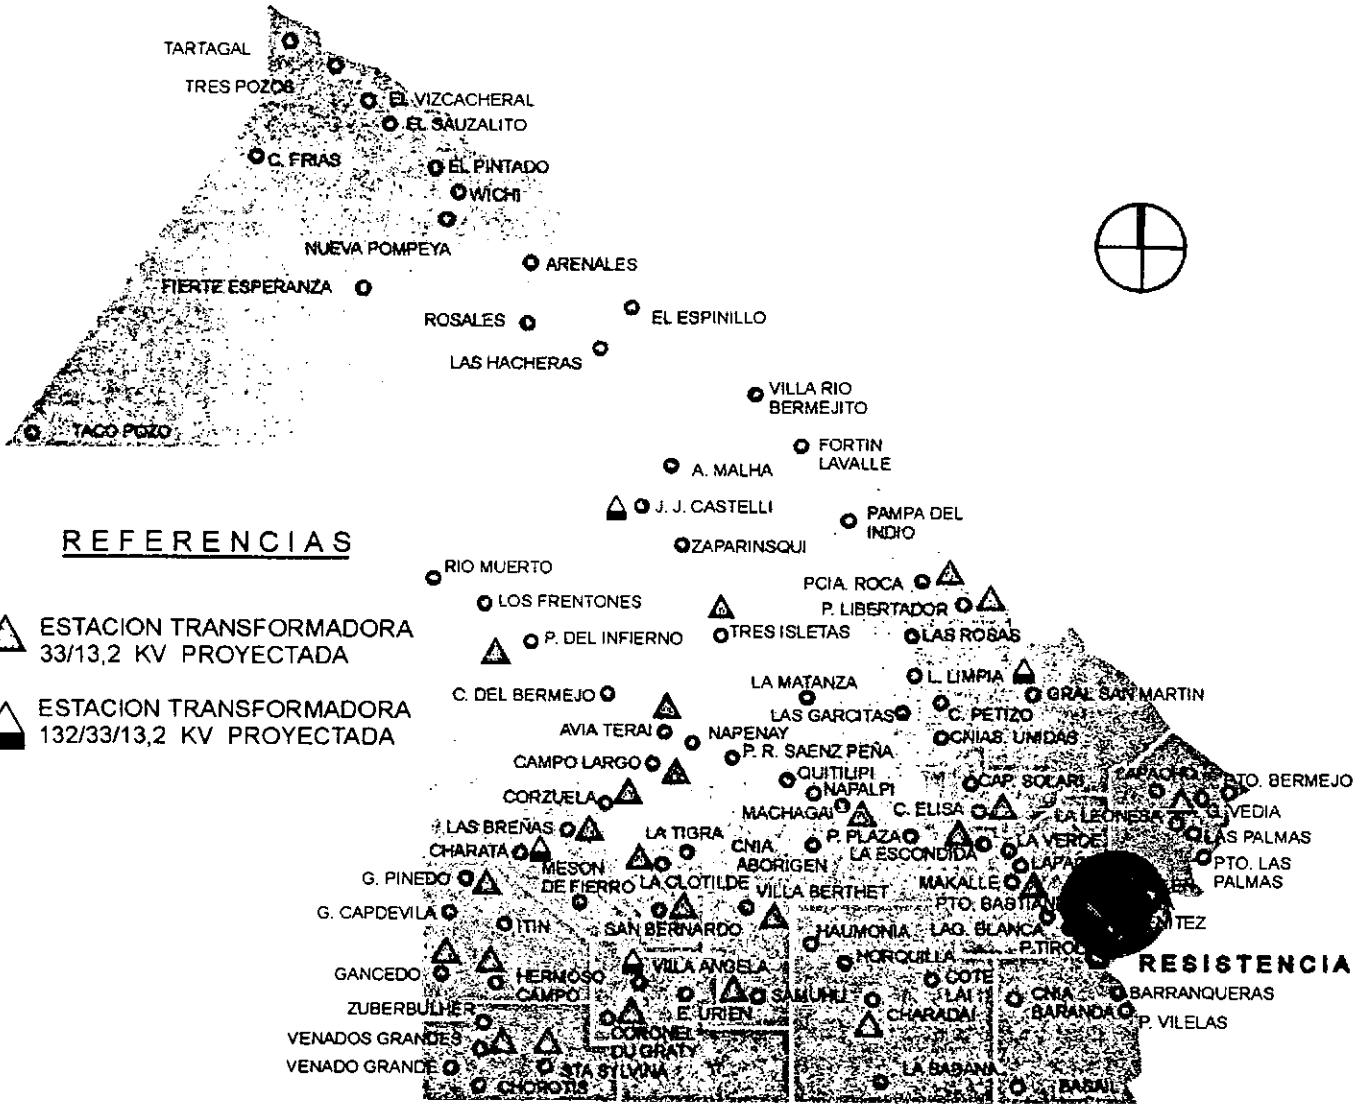 TARTAGAL
TRES POZOS
EL VIZCACHERAL
EL SAUZALITO
C. FRIAS
EL PINTADO
WICHI
NUEVA POMPEYA
ARENALES
FIERTE ESPERANZA
ROSALES
EL ESPINILLO
LAS HACHERAS
VILLA RIO
BERMEJITO
TACO POZO
FORTIN
LAVALLE
A. MALHA
J. J. CASTELLI
PAMPA DEL
INDIO
REFERENCIAS
ZAPARINSQUI
RIO MUERTO
PCIA. ROCA
LOS FRENTONES
P. LIBERTADOR
ESTACION TRANSFORMADORA
33/13,2 KV PROYECTADA
P. DEL INFIERNO
TRES ISLETAS
LAS ROSAS
L. LIMPIA
C. DEL BERMEJO
LA MATANZA
GRAL SAN MARTIN
ESTACION TRANSFORMADORA
132/33/13,2 KV PROYECTADA
LAS GARCITAS
C. PETIZO
AVIA TERAI
NAPENAY
CNIAS. UNIDAS
P. R. SAENZ PEÑA
CAMPO LARGO
QUITILIPI
CAP. SOLARI
CAPACHO
PTO. BERMEJO
NAPALPI
CORZUELA
MACHAGAI
C. ELISA
LA LEONESA
G. VEDIA
LAS BREÑAS
LA TIGRA
P. PLAZA
LA VERDE
LAS PALMAS
CHARATA
CNIA
ABORIGEN
LA ESCONDIDA
MESON
DE FIERRO
PTO. LAS
PALMAS
G. PINEDO
LA CLOTILDE
VILLA BERTHET
MAKALLE
G. CAPDEVILA
ITIN
SAN BERNARDO
HAUMONIA
LAG. BLANCA
P.TIROL
HORQUILLA
RESISTENCIA
GANCEDO
HERMOSO
CAMPO
VILLA ANGELA
COTE
LAI
SAMUHU
E. URIEN
CNIA
BARANDA
BARRANQUERAS
ZUBERBULHER
CHARADAI
P. VILELAS
VENADOS GRANDES
CORONEL
DU GRATY
VENADO GRANDE
STA SYLVINA
LA SABANA
CHOROTIS
BASAIL